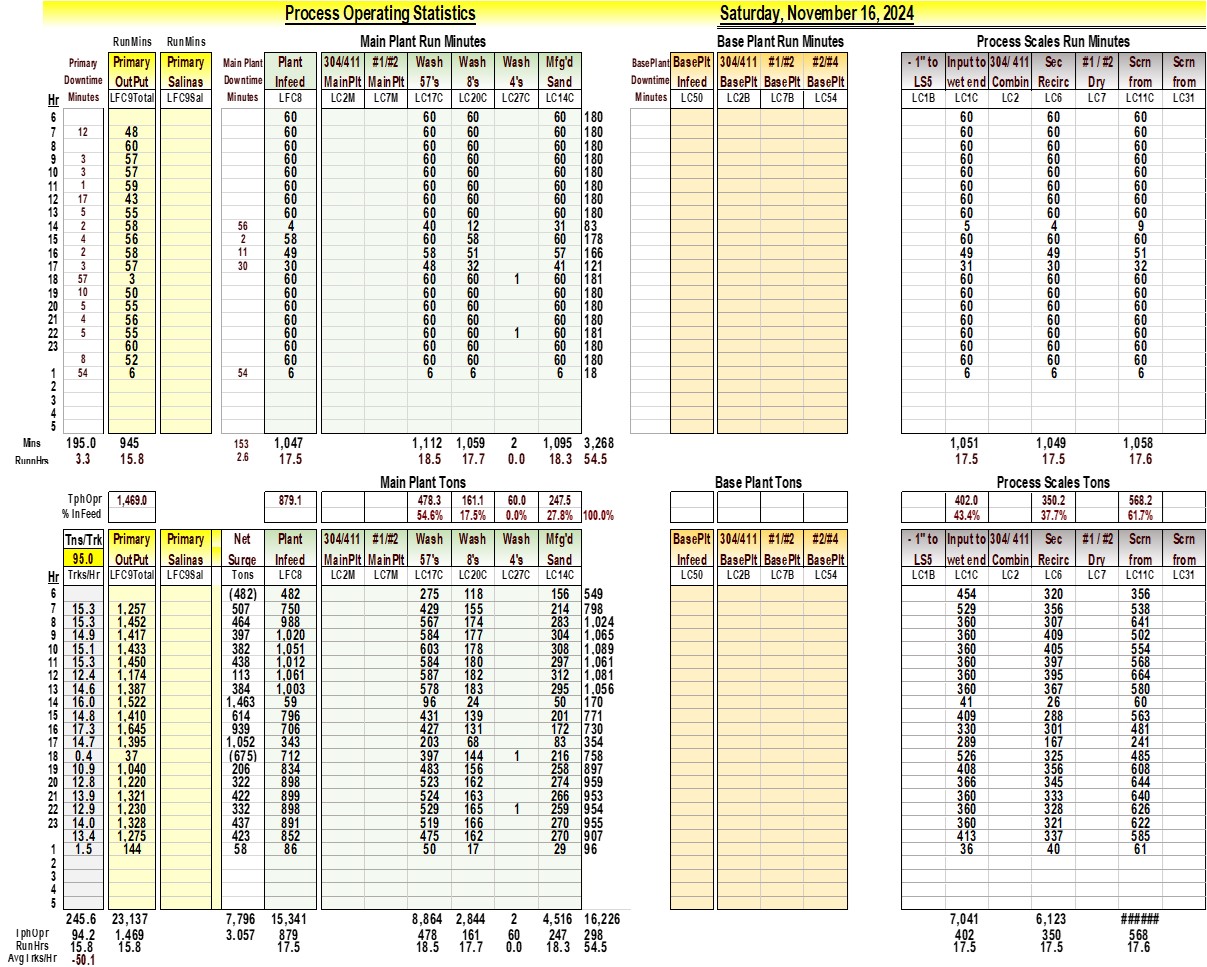 Process Operating Statistics Saturday, November 16, 2024
RunMins RunMins Main Plant Run Minutes Base Plant Run Minutes Process Scales Run Minutes
Primary Primary Primary Main Plant Plant 304/411 #1/#2 Wash Wash Wash Mfg'd BasePlant BasePlt 304/411 #1/#2 #2/#4 - 1" to Input to 304/ 411 Sec #1 / #2 Scrn Scrn
Downtime OutPut Salinas Downtime Infeed MainPlt MainPlt 57's 8's 4's Sand Downtime Infeed BasePlt BasePlt BasePlt LS5 wet end Combin Recirc Dry from from
Hr Minutes LFC9Total LFC9Sal Minutes LFC8 LC2M LC7M LC17C LC20C LC27C LC14C Minutes LC50 LC2B LC7B LC54 LC1B LC1C LC2 LC6 LC7 LC11C LC31
6 60 60 60 60 180 60 60 60
7 12 48 60 60 60 60 180 60 60 60
8 60 60 60 60 60 180 60 60 60
9 3 57 60 60 60 60 180 60 60 60
10 3 57 60 60 60 60 180 60 60 60
11 1 59 60 60 60 60 180 60 60 60
12 17 43 60 60 60 60 180 60 60 60
13 5 55 60 60 60 60 180 60 60 60
14 2 58 56 4 40 12 31 83 5 4 9
15 4 56 2 58 60 58 60 178 60 60 60
16 2 58 11 49 58 51 57 166 49 49 51
17 3 57 30 30 48 32 41 121 31 30 32
18 57 3 60 60 60 1 60 181 60 60 60
19 10 50 60 60 60 60 180 60 60 60
20 5 55 60 60 60 60 180 60 60 60
21 4 56 60 60 60 60 180 60 60 60
22 5 55 60 60 60 1 60 181 60 60 60
23 60 60 60 60 60 180 60 60 60
8 52 60 60 60 60 180 60 60 60
1 54 6 54 6 6 6 6 18 6 6 6
2
3
4
5
Mins 195.0 945 153 1,047 1,112 1,059 2 1,095 3,268 1,051 1,049 1,058
RunnHrs 3.3 15.8 2.6 17.5 18.5 17.7 0.0 18.3 54.5 17.5 17.5 17.6
Main Plant Tons Base Plant Tons Process Scales Tons
TphOpr 1,469.0 879.1 478.3 161.1 60.0 247.5 402.0 350.2 568.2
% InFeed 54.6% 17.5% 0.0% 27.8% 100.0% 43.4% 37.7% 61.7%
Tns/Trk Primary Primary Net Plant 304/411 #1/#2 Wash Wash Wash Mfg'd BasePlt 304/411 #1/#2 #2/#4 - 1" to Input to 304/ 411 Sec #1 / #2 Scrn Scrn
95.0 OutPut Salinas Surge Infeed MainPlt MainPlt 57's 8's 4's Sand Infeed BasePlt BasePlt BasePlt LS5 wet end Combin Recirc Dry from from
Hr Trks/Hr LFC9Total LFC9Sal Tons LFC8 LC2M LC7M LC17C LC20C LC27C LC14C LC50 LC2B LC7B LC54 LC1B LC1C LC2 LC6 LC7 LC11C LC31
6 (482) 482 275 118 156 549 454 320 356
7 15.3 1,257 507 750 429 155 214 798 529 356 538
8 15.3 1,452 464 988 567 174 283 1,024 360 307 641
9 14.9 1,417 397 1,020 584 177 304 1,065 360 409 502
10 15.1 1,433 382 1,051 603 178 308 1,089 360 405 554
11 15.3 1,450 438 1,012 584 180 297 1,061 360 397 568
12 12.4 1,174 113 1,061 587 182 312 1,081 360 395 664
13 14.6 1,387 384 1,003 578 183 295 1,056 360 367 580
14 16.0 1,522 1,463 59 96 24 50 170 41 26 60
15 14.8 1,410 614 796 431 139 201 771 409 288 563
16 17.3 1,645 939 706 427 131 172 730 330 301 481
17 14.7 1,395 1,052 343 203 68 83 354 289 167 241
18 0.4 37 (675) 712 397 144 1 216 758 526 325 485
19 10.9 1,040 206 834 483 156 258 897 408 356 608
20 12.8 1,220 322 898 523 162 274 959 366 345 644
21 13.9 1,321 422 899 524 163 266 953 360 333 640
22 12.9 1,230 332 898 529 165 1 259 954 360 328 626
23 14.0 1,328 437 891 519 166 270 955 360 321 622
13.4 1,275 423 852 475 162 270 907 413 337 585
1 1.5 144 58 86 50 17 29 96 36 40 61
2
3
4
5
245.6 23,137 7,796 15,341 8,864 2,844 2 4,516 16,226 7,041 6,123 ######
TphOpr 94.2 1.469 3.057 879 478 161 60 247 298 402 350 568
RunHrs 15.8 15.8 17.5 18.5 17.7 0.0 18.3 54.5 17.5 17.5 17.6
AvgTrks/Hr -50.1